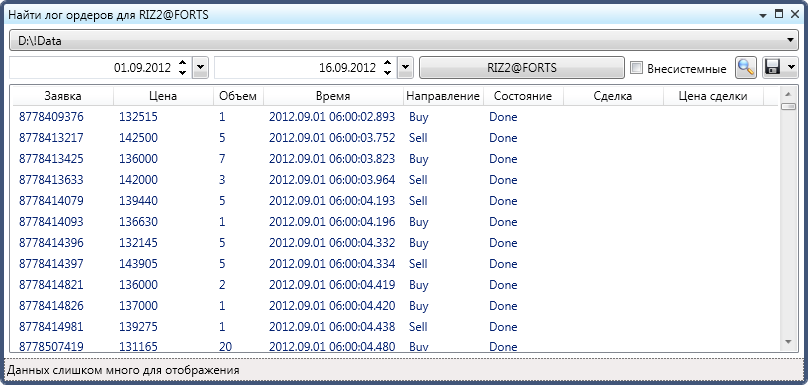 Найти лог ордеров для RIZ2@FORTS
D:\!Data
01.09.2012 16.09.2012 RIZ2@FORTS Внесистемные
Заявка Цена Объем Время Направление Состояние Сделка Цена сделки
8778409376 132515 1 2012.09.01 06:00:02.893 Buy Done
8778413217 142500 5 2012.09.01 06:00:03.752 Sell Done
8778413425 136000 7 2012.09.01 06:00:03.823 Buy Done
8778413633 142000 3 2012.09.01 06:00:03.964 Sell Done
8778414079 139440 5 2012.09.01 06:00:04.193 Sell Done
8778414093 136630 1 2012.09.01 06:00:04.196 Buy Done
8778414396 132145 5 2012.09.01 06:00:04.332 Buy Done
8778414397 143905 5 2012.09.01 06:00:04.334 Sell Done
8778414821 136000 2 2012.09.01 06:00:04.419 Buy Done
8778414826 137000 1 2012.09.01 06:00:04.420 Buy Done
8778414981 139275 1 2012.09.01 06:00:04.438 Sell Done
8778507419 131165 20 2012.09.01 06:00:04.480 Buy Done
Данных слишком много для отображения